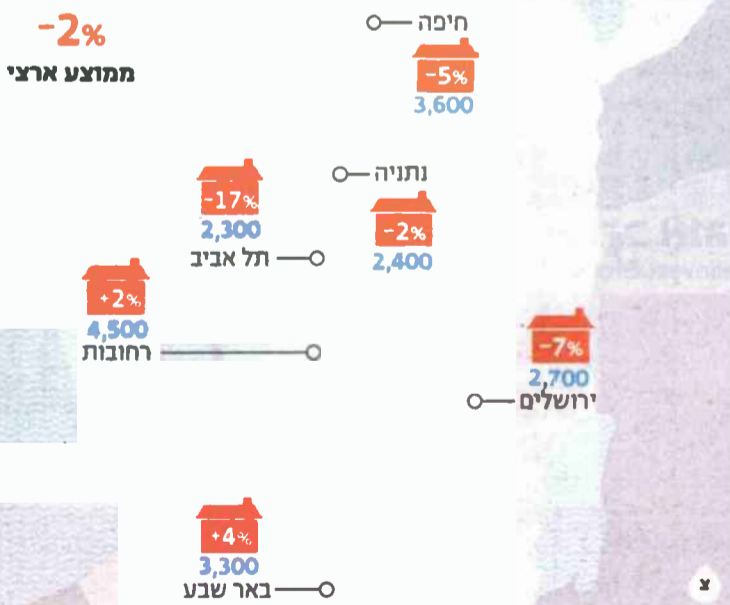 -2%
ממוצע ארצי
חיפה
-5%
3,600
נתניה
-2%
2,400
-17%
2,300
תל אביב
+2%
4,500
רחובות
-7%
2,700
ירושלים
+4%
3,300
באר שבע
צ